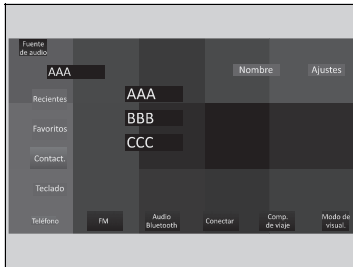 Fuente
de audio
AAA
Nombre
Ajustes
Recientes
AAA
Favoritos
BBB
CCC
Contact.
Teclado
Teléfono
FM
Audio
Bluetooth
Conectar
Comp.
de viaje
Modo de
visual.